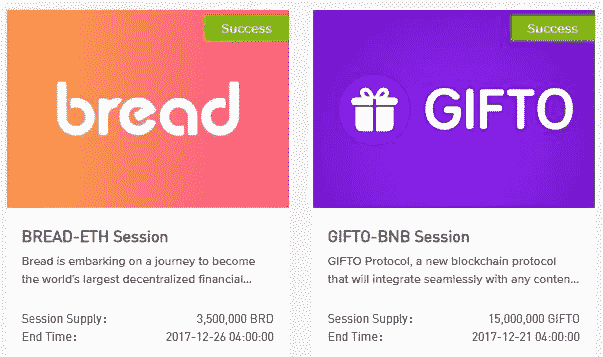 Success
bread
BREAD-ETH Session
Bread is embarking on a journey to become
the world's largest decentralized financial...
Session Supply: 3,500,000 BRD
End Time: 2017-12-26 04:00:00
Success
GIFTO
GIFTO-BNB Session
GIFTO Protocol, a new blockchain protocol
that will integrate seamlessly with any conten...
Session Supply: 15,000,000 GIFTO
End Time: 2017-12-21 04:00:00